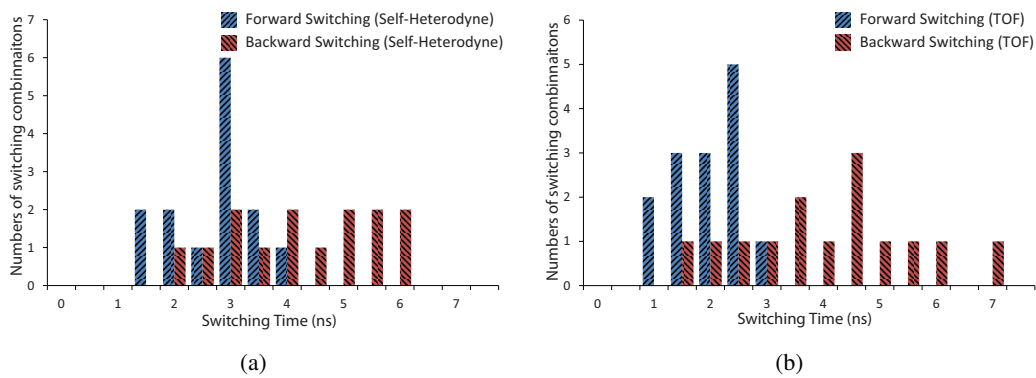 Forward Switching (Self-Heterodyne)
Backward Switching (Self-Heterodyne)
Numbers of switching combinnaitons
7
6
5
4
3
2
1
0
0 1 2 3 4 5 6 7
Switching Time (ns)
(a)
Forward Switching (TOF)
Backward Switching (TOF)
Numbers of switching combinnaitons
6
5
4
3
2
1
0
0 1 2 3 4 5 6 7
Switching Time (ns)
(b)